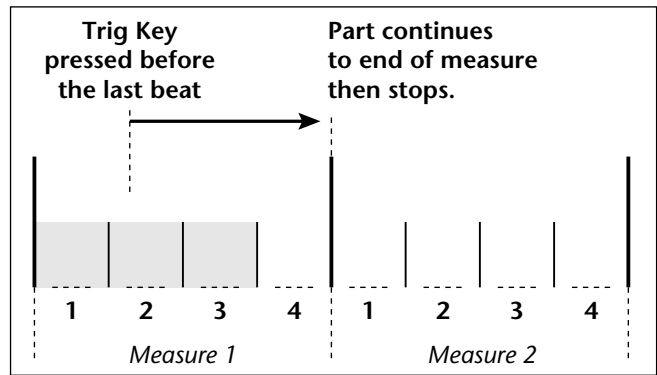 Trig Key
pressed before
the last beat
Part continues
to end of measure
then stops.
1 2 3 4 1 2 3 4
Measure 1 Measure 2